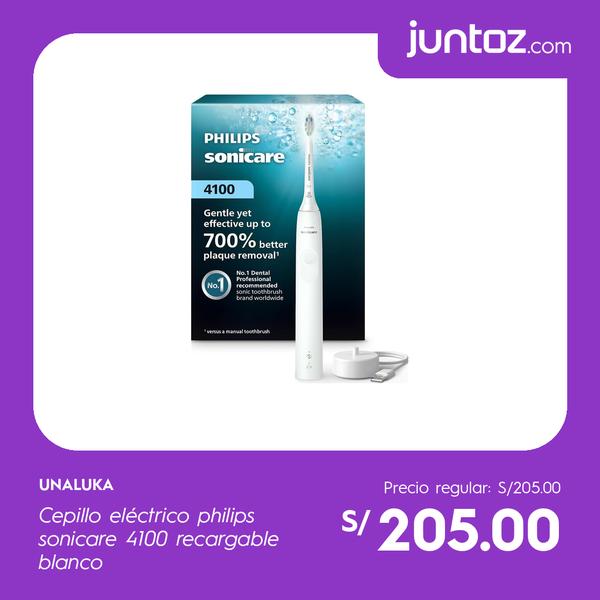 juntoz.com
PHILIPS
sonicare
4100
Gentle yet
effective up to
700% better
plaque removal¹
No.1
No.1 Dental
Professional
recommended
sonic toothbrush
brand worldwide
¹ versus a manual toothbrush
UNALUKA
Cepillo eléctrico philips
sonicare 4100 recargable
blanco
Precio regular: S/205.00
S/ 205.00